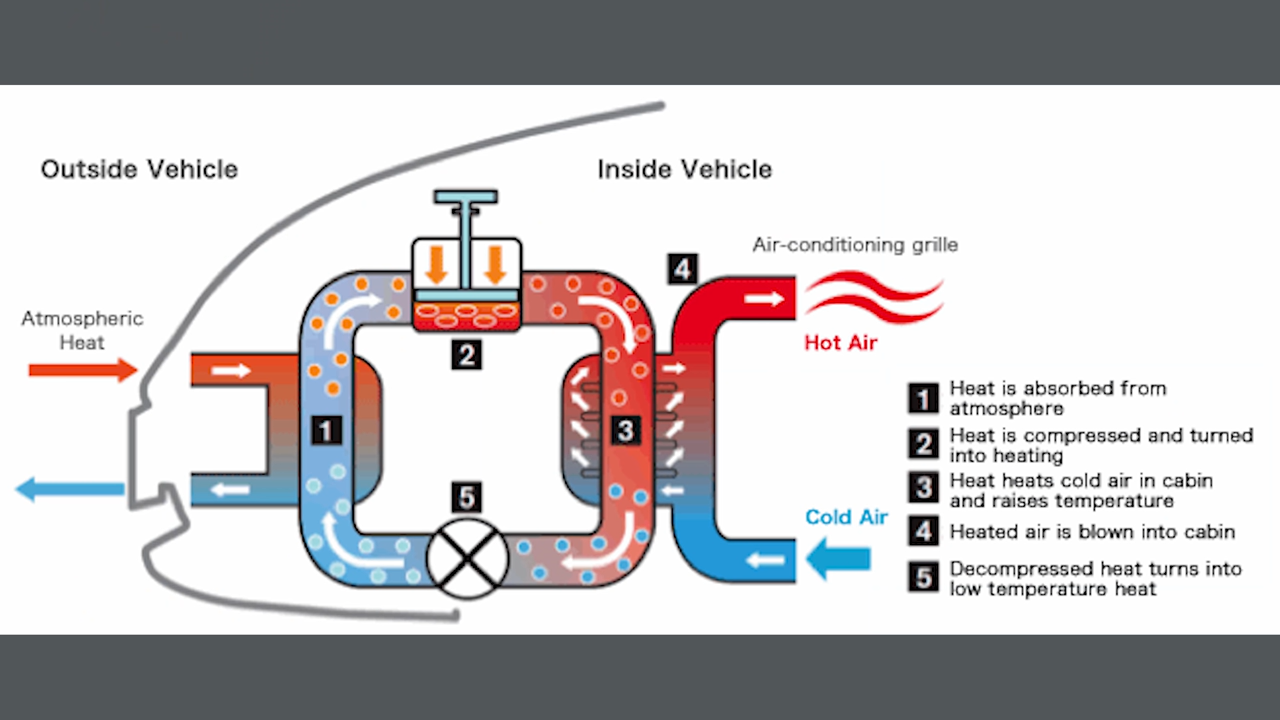 Outside Vehicle
Inside Vehicle
Air-conditioning grille
4
Atmospheric
Heat
Hot Air
2
1
3
5
Cold Air
1 Heat is absorbed from
atmosphere
2 Heat is compressed and turned
into heating
3 Heat heats cold air in cabin
and raises temperature
4 Heated air is blown into cabin
5 Decompressed heat turns into
low temperature heat